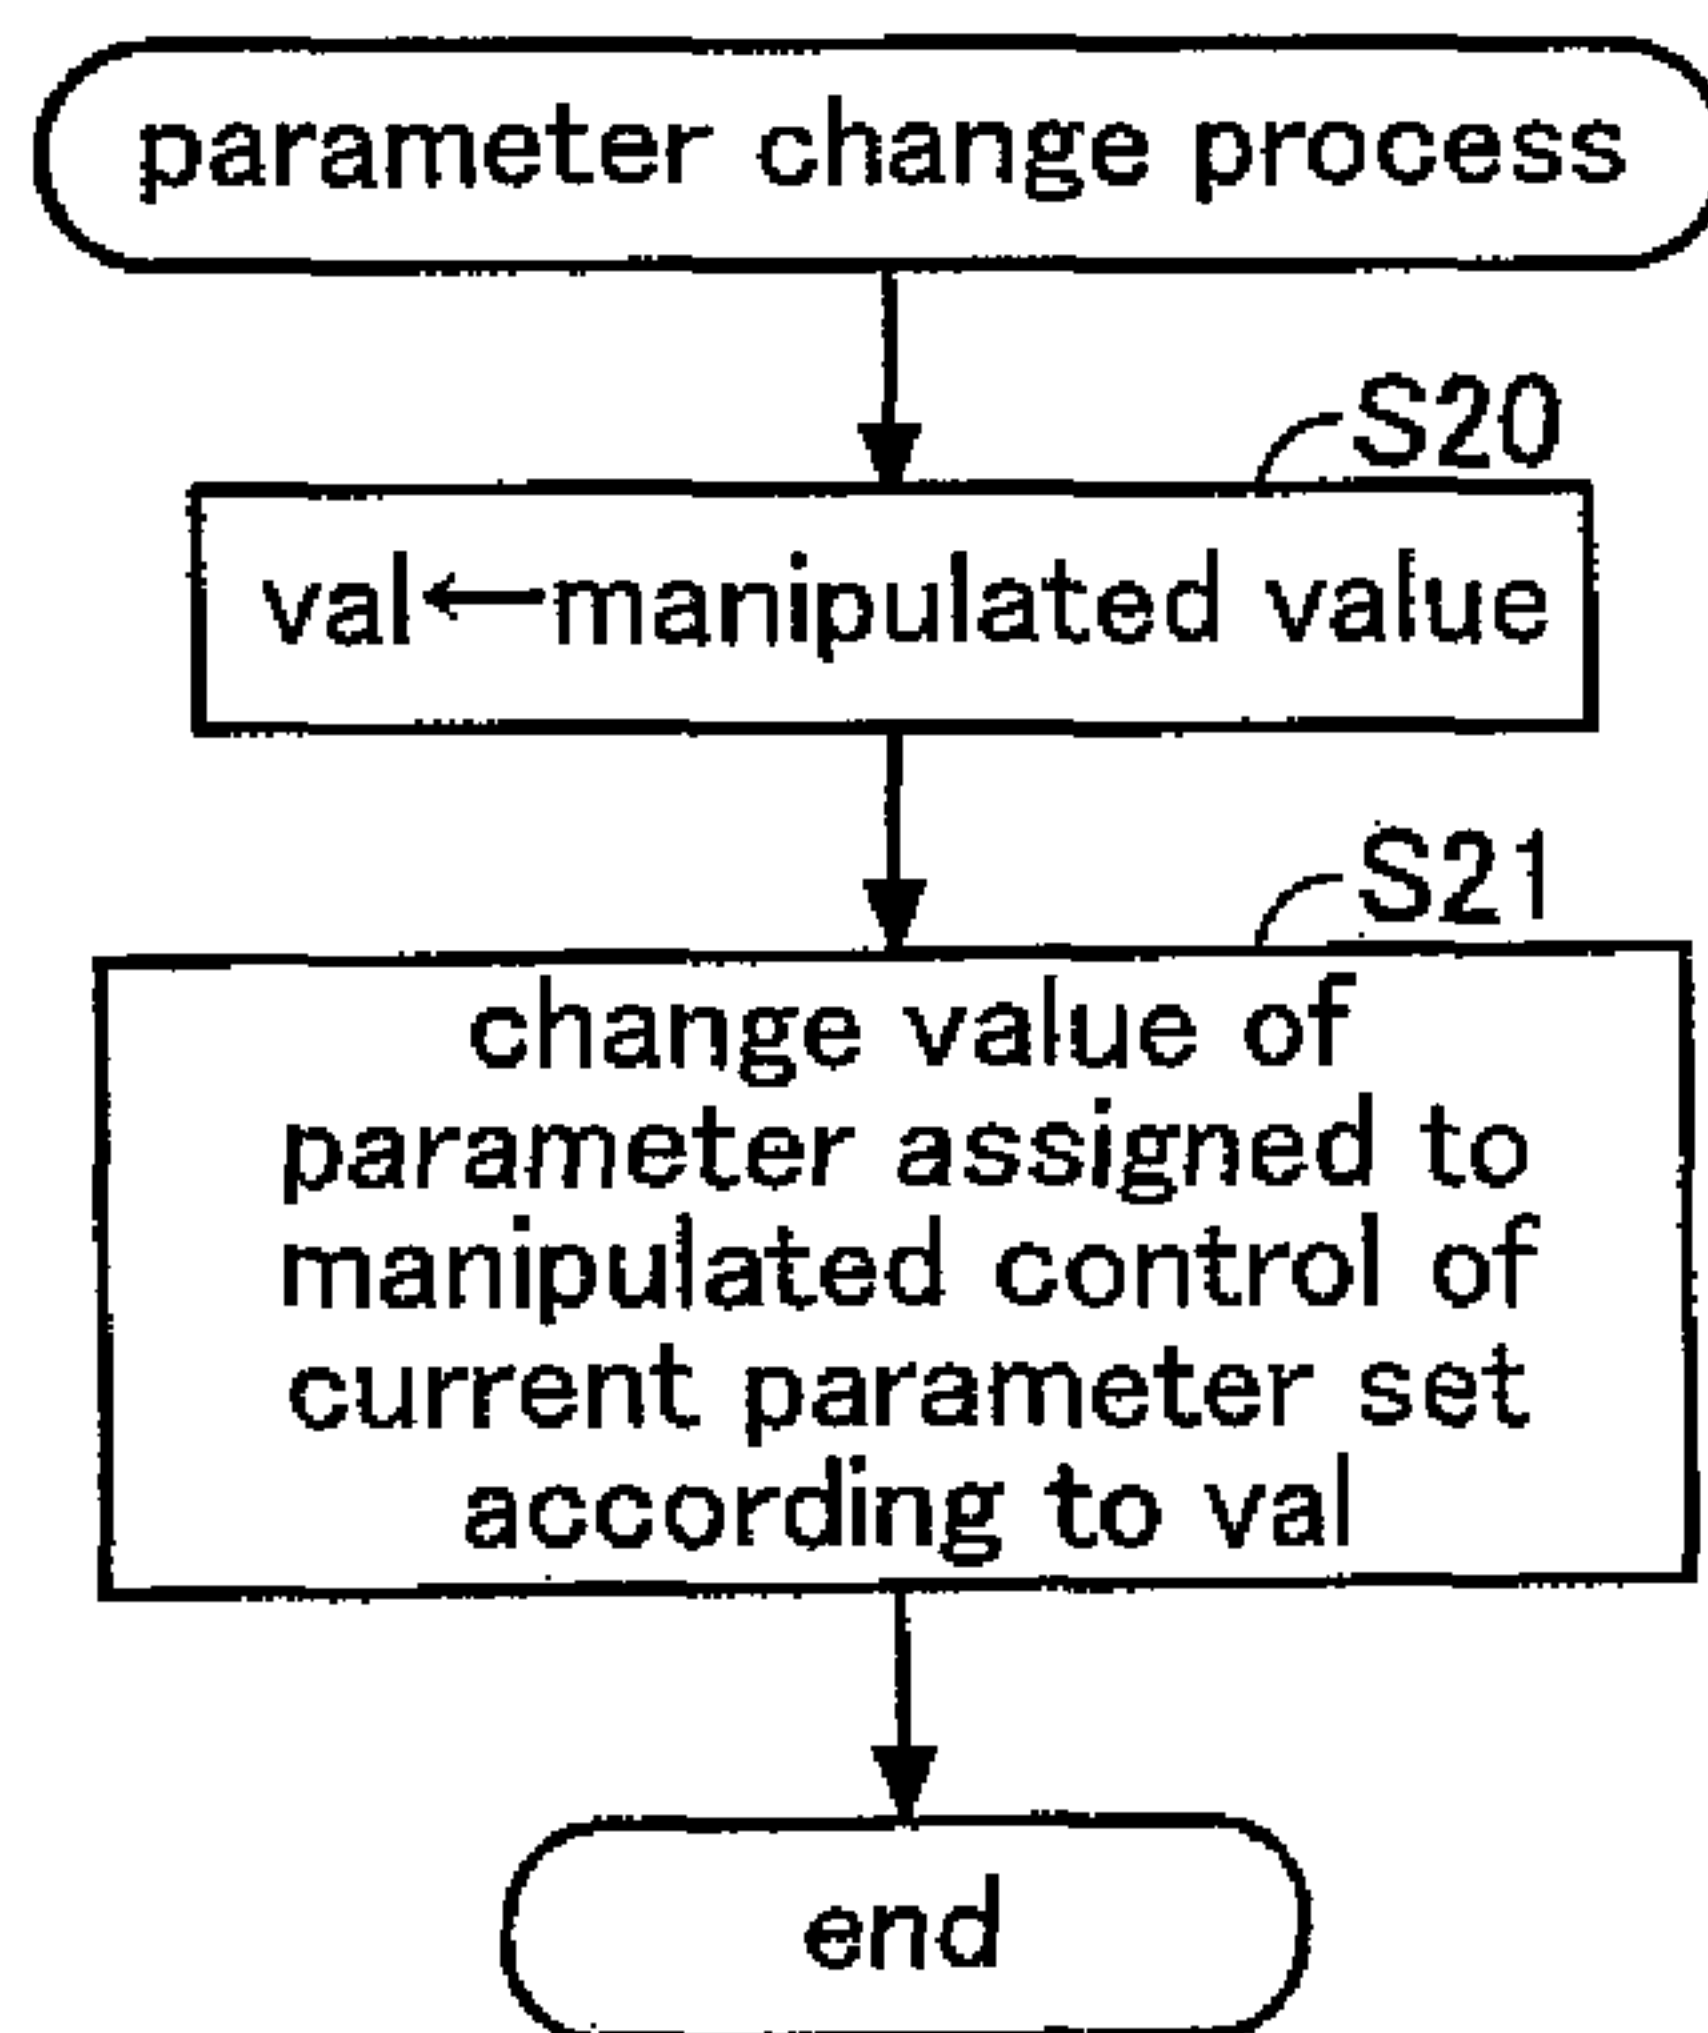 parameter change process
S20
val←manipulated value
S21
change value of
parameter assigned to
manipulated control of
current parameter set
according to val
end